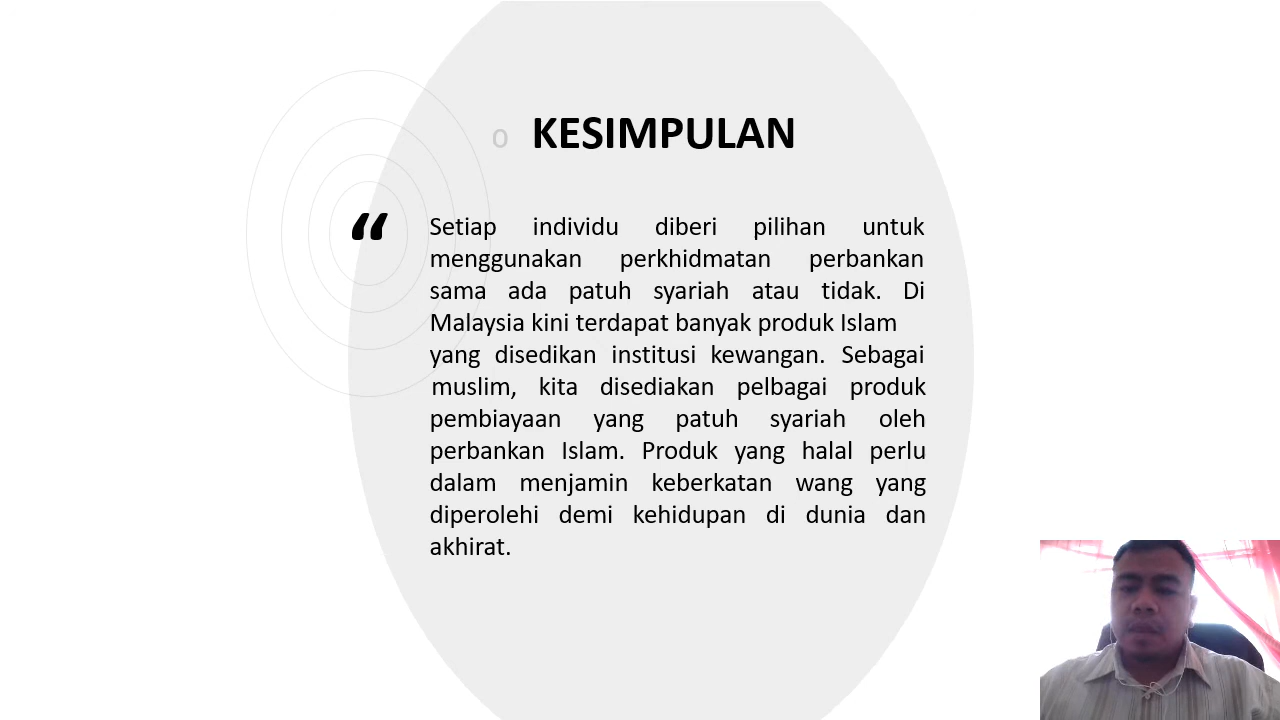 o KESIMPULAN
“ Setiap individu diberi pilihan untuk
menggunakan perkhidmatan perbankan
sama ada patuh syariah atau tidak. Di
Malaysia kini terdapat banyak produk Islam
yang disedikan institusi kewangan. Sebagai
muslim, kita disediakan pelbagai produk
pembiayaan yang patuh syariah oleh
perbankan Islam. Produk yang halal perlu
dalam menjamin keberkatan wang yang
diperolehi demi kehidupan di dunia dan
akhirat.